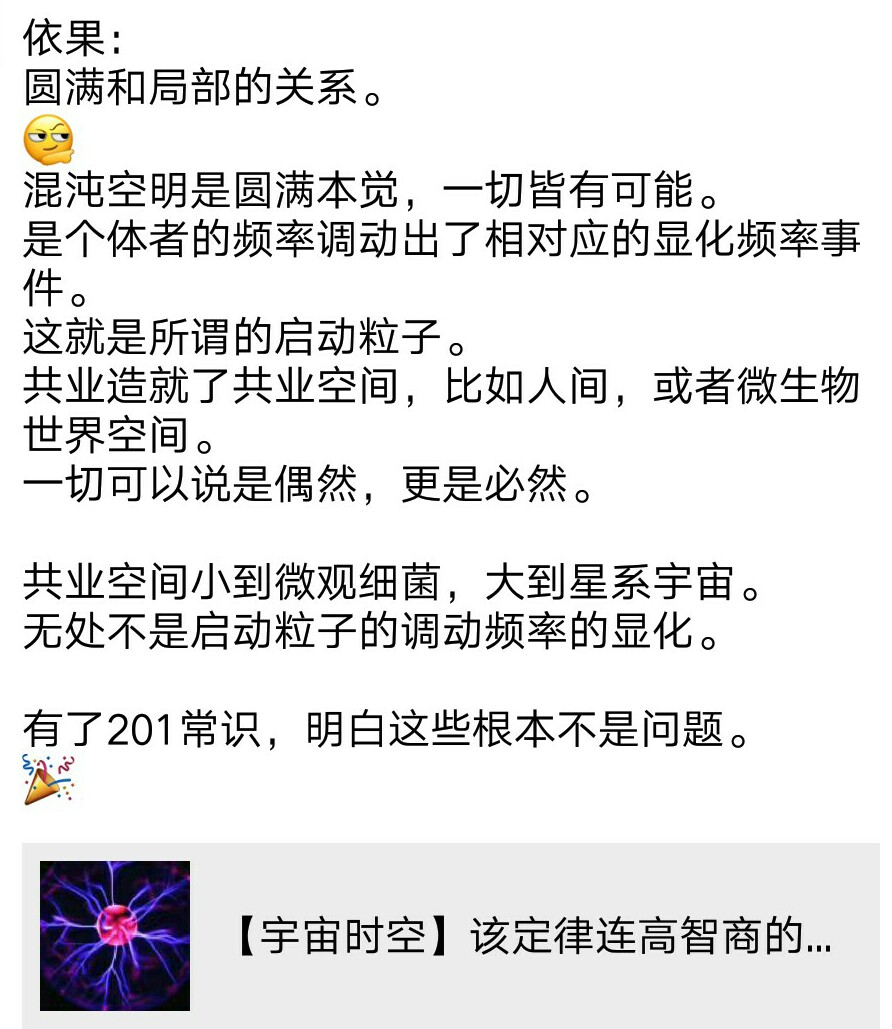 依果：
圆满和局部的关系。
混沌空明是圆满本觉，一切皆有可能。
是个体者的频率调动出了相对应的显化频率事
件。
这就是所谓的启动粒子。
共业造就了共业空间，比如人间，或者微生物
世界空间。
一切可以说是偶然，更是必然。
共业空间小到微观细菌，大到星系宇宙。
无处不是启动粒子的调动频率的显化。
有了201常识，明白这些根本不是问题。
【宇宙时空】该定律连高智商的...